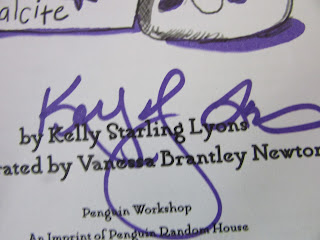 alcite
by Kelly Starling Lyons
rated by Vanessa Brantley Newton
Penguin Workshop
An Imprint of Penguin Random House